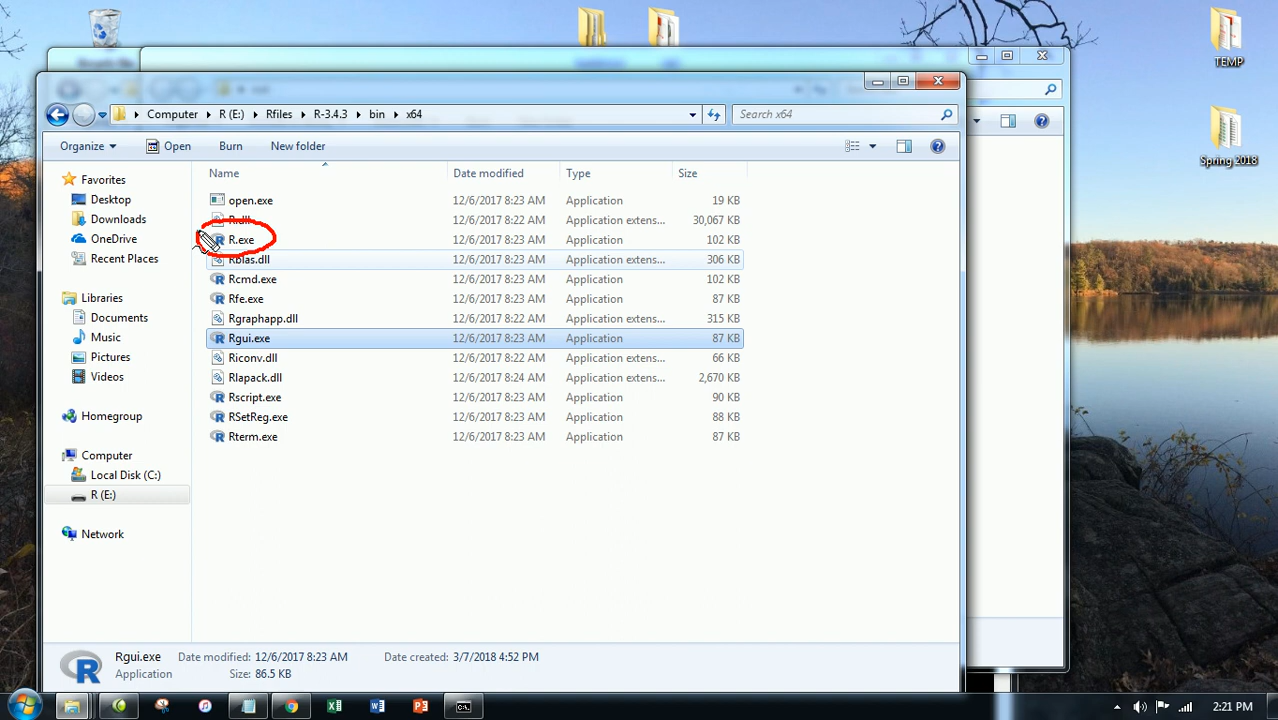 TEMP
Spring 2018
Computer R (E:) Rfiles R-3.4.3 bin x64
Search x64
Organize Open Burn New folder
Name Date modified Type Size
Favorites
Desktop
Downloads
OneDrive
Recent Places
Libraries
Documents
Music
Pictures
Videos
Homegroup
Computer
Local Disk (C:)
R (E:)
Network
open.exe 12/6/2017 8:23 AM Application 19 KB
R.dll 12/6/2017 8:22 AM Application extens... 30,067 KB
R.exe 12/6/2017 8:23 AM Application 102 KB
Rblas.dll 12/6/2017 8:23 AM Application extens... 306 KB
Rcmd.exe 12/6/2017 8:23 AM Application 102 KB
Rfe.exe 12/6/2017 8:23 AM Application 87 KB
Rgraphapp.dll 12/6/2017 8:22 AM Application extens... 315 KB
Rgui.exe 12/6/2017 8:23 AM Application 87 KB
Riconv.dll 12/6/2017 8:22 AM Application extens... 66 KB
Rlapack.dll 12/6/2017 8:24 AM Application extens... 2,670 KB
Rscript.exe 12/6/2017 8:23 AM Application 90 KB
RSetReg.exe 12/6/2017 8:23 AM Application 88 KB
Rterm.exe 12/6/2017 8:23 AM Application 87 KB
Rgui.exe Date modified: 12/6/2017 8:23 AM Date created: 3/7/2018 4:52 PM
Application Size: 86.5 KB
2:21 PM